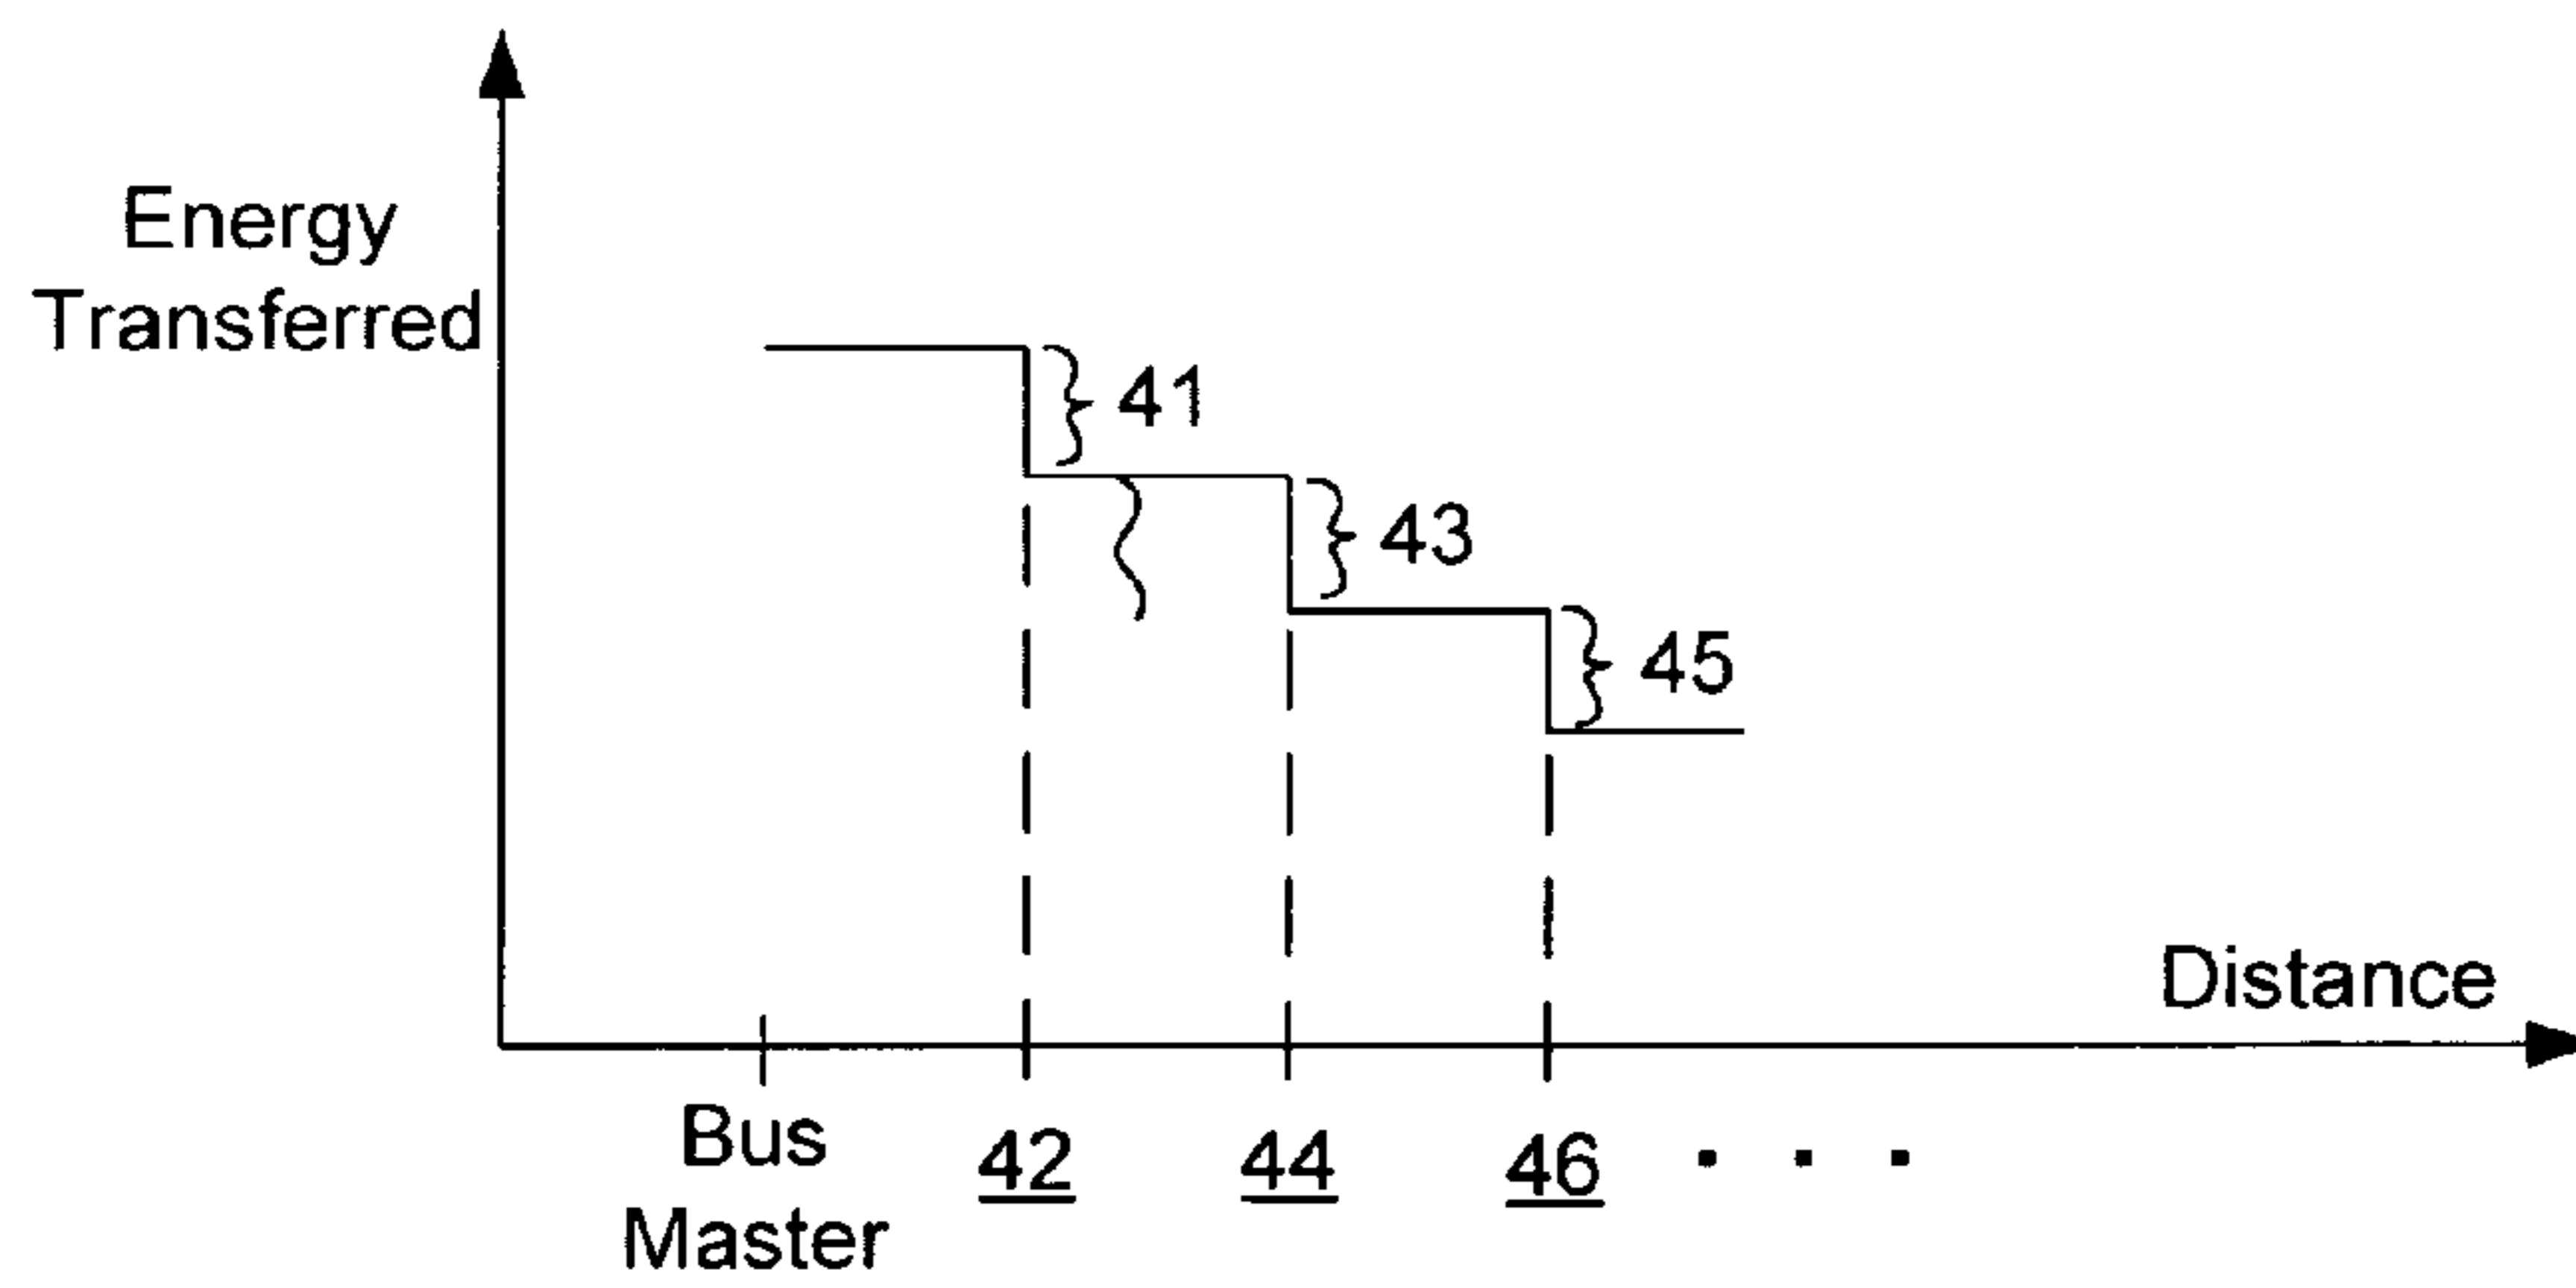 Energy
Transferred
41
43
45
Distance
Bus
Master
42
44
46
. . .